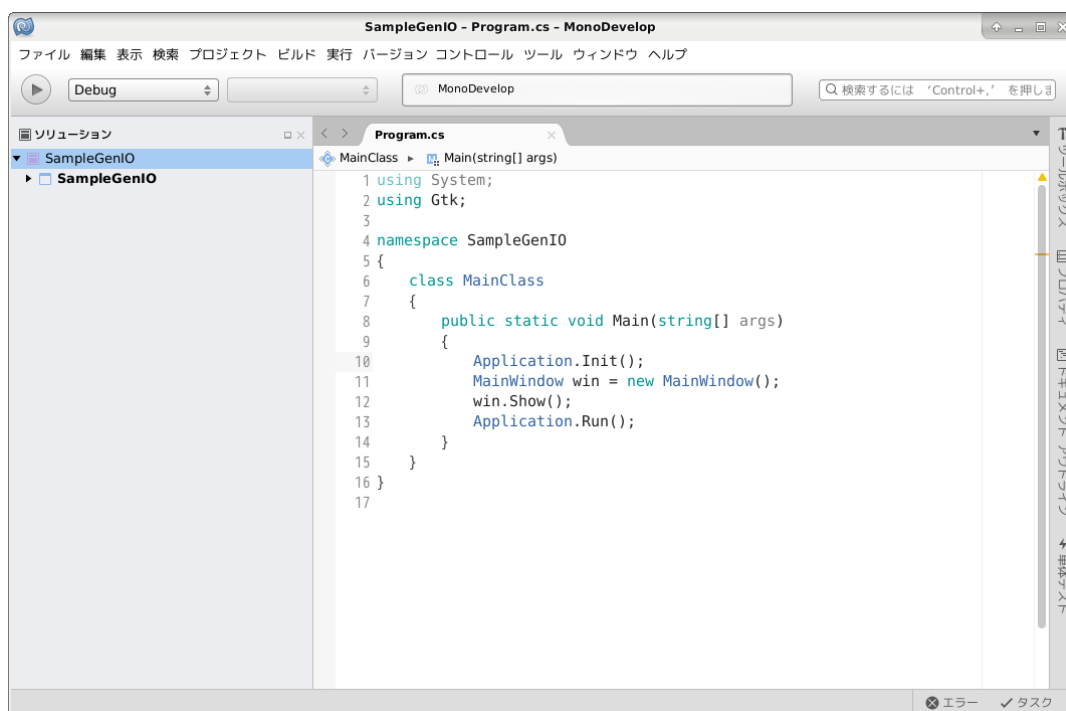 SampleGenIO – Program.cs – MonoDevelop
ファイル 編集 表示 検索 プロジェクト ビルド 実行 バージョン コントロール ツール ウィンドウ ヘルプ
Debug
MonoDevelop
検索するには 'Control+,' を押しま
ソリューション
SampleGenIO
SampleGenIO
Program.cs
MainClass ▸ Main(string[] args)
1 using System;
2 using Gtk;
3
4 namespace SampleGenIO
5 {
6     class MainClass
7     {
8         public static void Main(string[] args)
9         {
10             Application.Init();
11             MainWindow win = new MainWindow();
12             win.Show();
13             Application.Run();
14         }
15     }
16 }
17
ツールボックス
プロパティ
ドキュメント アウトライン
単体テスト
エラー タスク